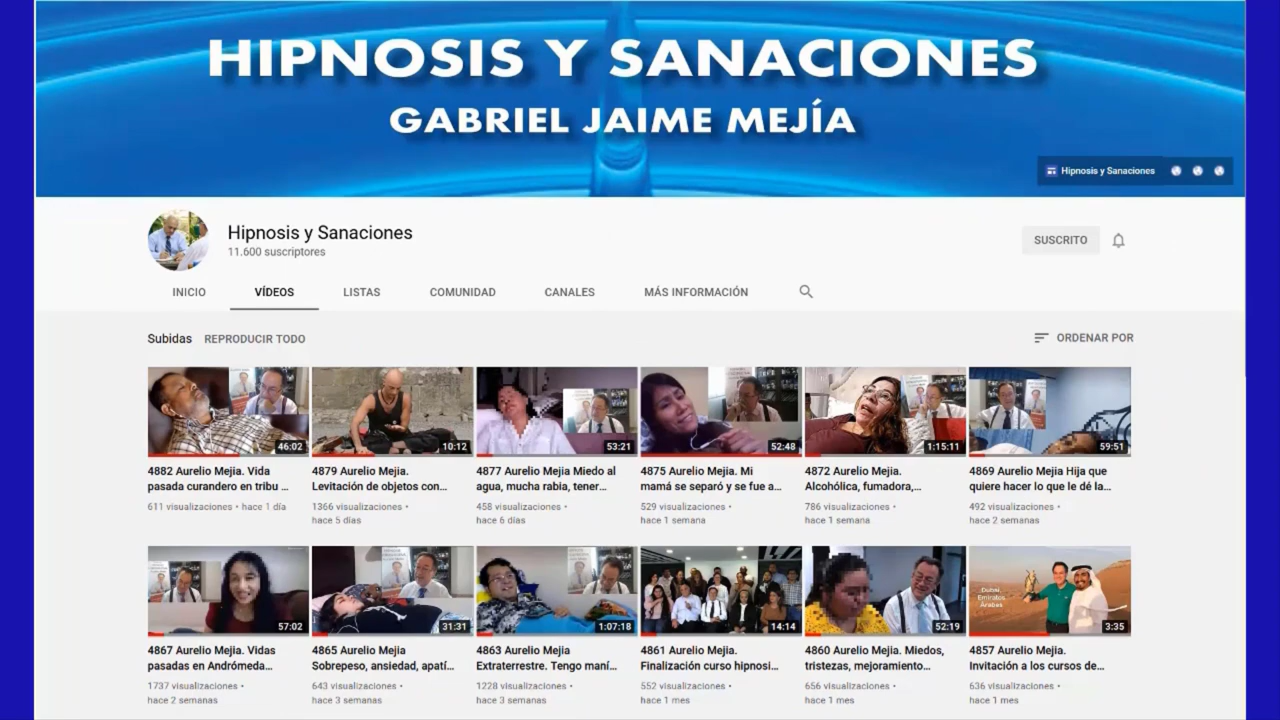 HIPNOSIS Y SANACIONES
GABRIEL JAIME MEJÍA
Hipnosis y Sanaciones
Hipnosis y Sanaciones
11.600 suscriptores
SUSCRITO
INICIO VÍDEOS LISTAS COMUNIDAD CANALES MÁS INFORMACIÓN
Subidas REPRODUCIR TODO
ORDENAR POR
46:02
10:12
53:21
52:48
1:15:11
59:51
4882 Aurelio Mejia. Vida
pasada curandero en tribu ...
611 visualizaciones • hace 1 día
4879 Aurelio Mejia.
Levitación de objetos con...
1366 visualizaciones •
hace 5 días
4877 Aurelio Mejia Miedo al
agua, mucha rabia, tener...
458 visualizaciones •
hace 6 días
4875 Aurelio Mejia. Mi
mamá se separó y se fue a...
529 visualizaciones •
hace 1 semana
4872 Aurelio Mejia.
Alcohólica, fumadora,...
786 visualizaciones •
hace 1 semana
4869 Aurelio Mejia Hija que
quiere hacer lo que le dé la...
492 visualizaciones •
hace 2 semanas
57:02
31:31
1:07:18
14:14
52:19
Dubai,
Emiratos
Árabes
3:35
4867 Aurelio Mejia. Vidas
pasadas en Andrómeda...
1737 visualizaciones •
hace 2 semanas
4865 Aurelio Mejia
Sobrepeso, ansiedad, apatí...
643 visualizaciones •
hace 3 semanas
4863 Aurelio Mejia
Extraterrestre. Tengo maní...
1228 visualizaciones •
hace 3 semanas
4861 Aurelio Mejia.
Finalización curso hipnosi...
552 visualizaciones •
hace 1 mes
4860 Aurelio Mejia. Miedos,
tristezas, mejoramiento...
656 visualizaciones •
hace 1 mes
4857 Aurelio Mejia.
Invitación a los cursos de...
636 visualizaciones •
hace 1 mes